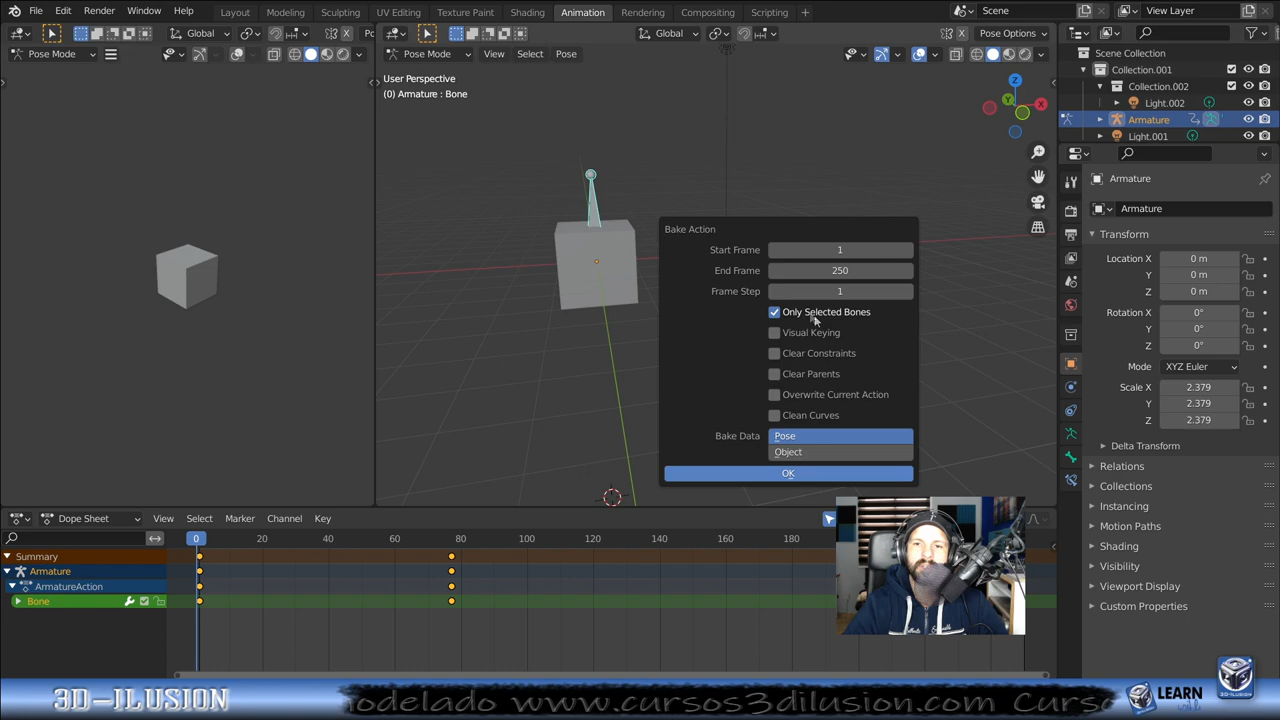 File Edit Render Window Help
Layout Modeling Sculpting UV Editing Texture Paint Shading Animation Rendering Compositing Scripting
Scene
View Layer
Global
Po
Global
Pose Options
Pose Mode
Pose Mode View Select Pose
User Perspective
(0) Armature : Bone
Z
Y
X
Bake Action
Start Frame 1
End Frame 250
Frame Step 1
Only Selected Bones
Visual Keying
Clear Constraints
Clear Parents
Overwrite Current Action
Clean Curves
Bake Data Pose
Object
OK
Scene Collection
Collection.001
Collection.002
Light.002
Armature
Light.001
Armature
Armature
Transform
Location X 0 m
Y 0 m
Z 0 m
Rotation X 0°
Y 0°
Z 0°
Mode XYZ Euler
Scale X 2.379
Y 2.379
Z 2.379
Delta Transform
Relations
Collections
Instancing
Motion Paths
Shading
Visibility
Viewport Display
Custom Properties
Dope Sheet View Select Marker Channel Key
0 20 40 60 80 100 120 140 160 180
Summary
Armature
ArmatureAction
Bone
3D-ILUSION
odelado www.cursos3dilusion.com Curso
LEARN
3D-ILUSION